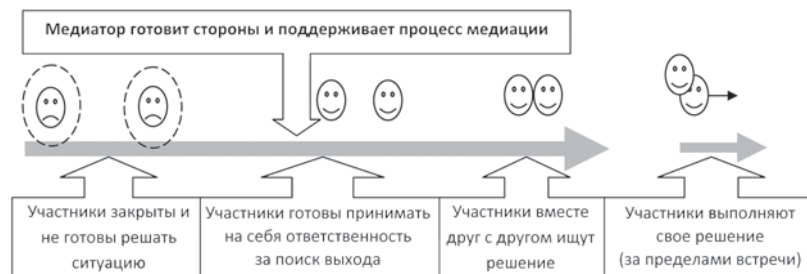 Медиатор готовит стороны и поддерживает процесс медиации
Участники закрыты и
не готовы решать
ситуацию
Участники готовы принимать
на себя ответственность
за поиск выхода
Участники вместе
друг с другом ищут
решение
Участники выполняют
свое решение
(за пределами встречи)